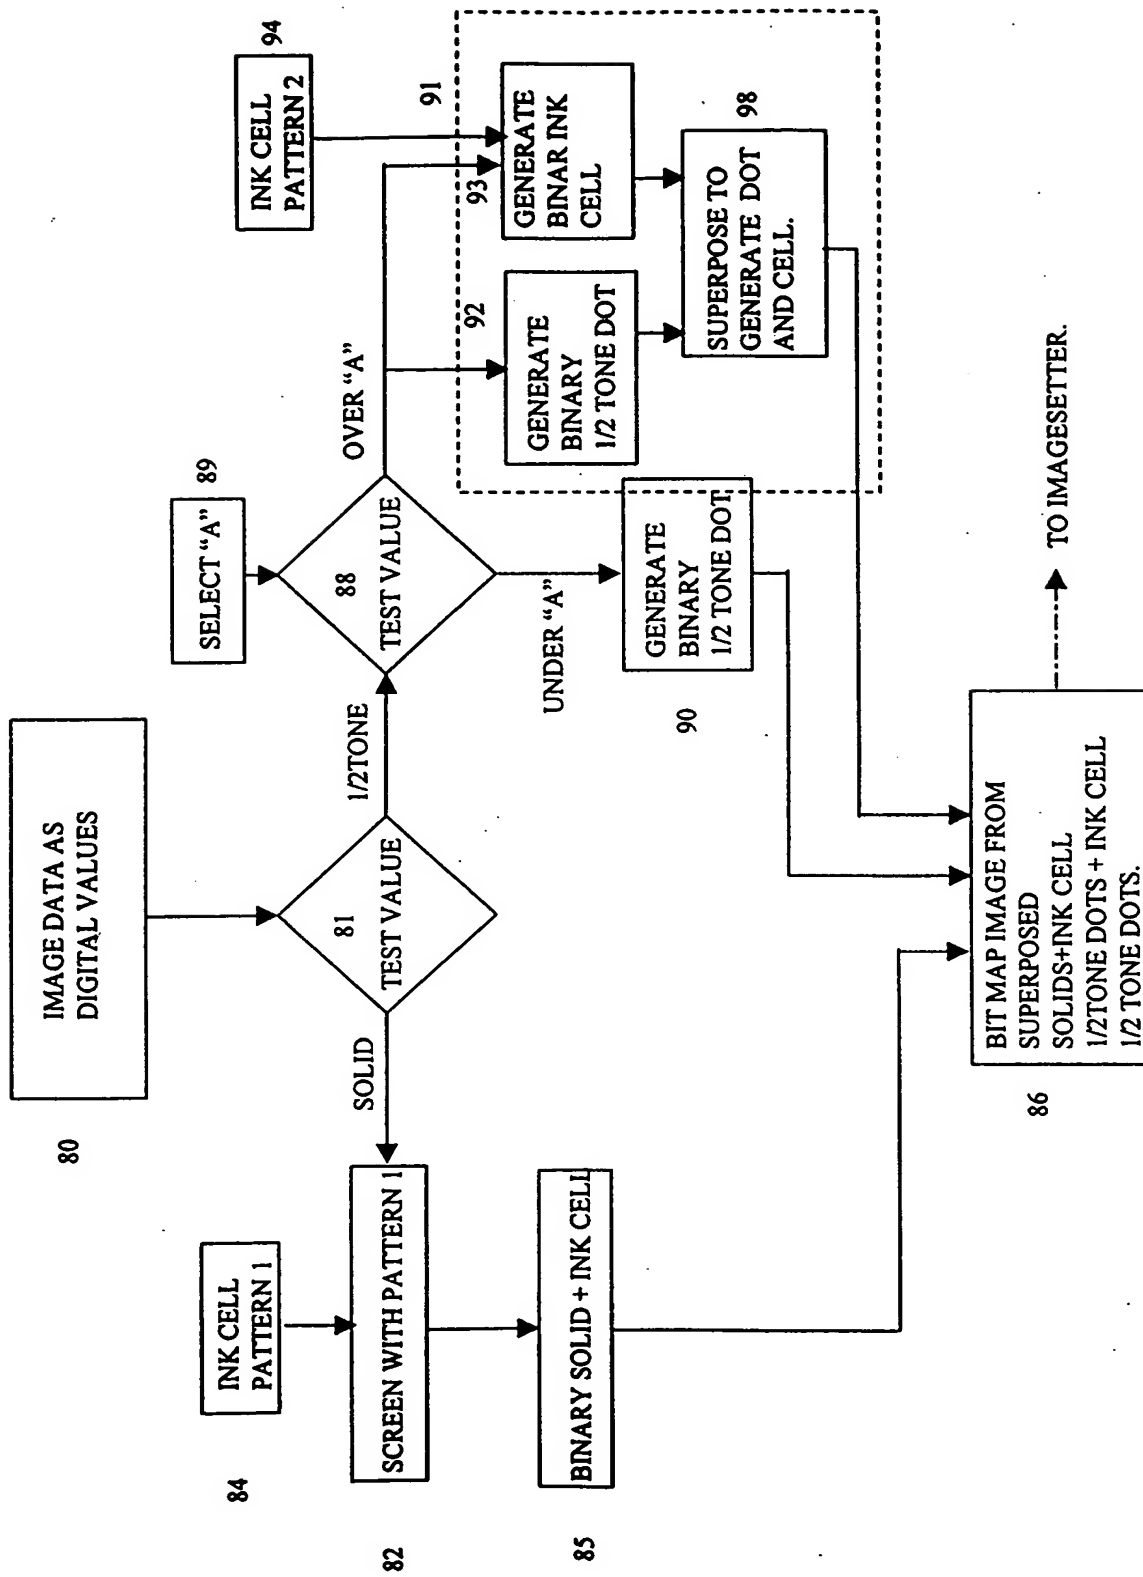 80
IMAGE DATA AS
DIGITAL VALUES
84
INK CELL
PATTERN 1
SELECT “A”
89
INK CELL
PATTERN 2
94
81
TEST VALUE
SOLID
1/2TONE
88
TEST VALUE
OVER “A”
UNDER “A”
82
SCREEN WITH PATTERN 1
85
BINARY SOLID + INK CELL
90
GENERATE
BINARY
1/2 TONE DOT
92
GENERATE
BINARY
1/2 TONE DOT
93
91
GENERATE
BINAR INK
CELL
98
SUPERPOSE TO
GENERATE DOT
AND CELL.
86
BIT MAP IMAGE FROM
SUPERPOSED
SOLIDS+INK CELL
1/2TONE DOTS + INK CELL
1/2 TONE DOTS.
TO IMAGESETTER.